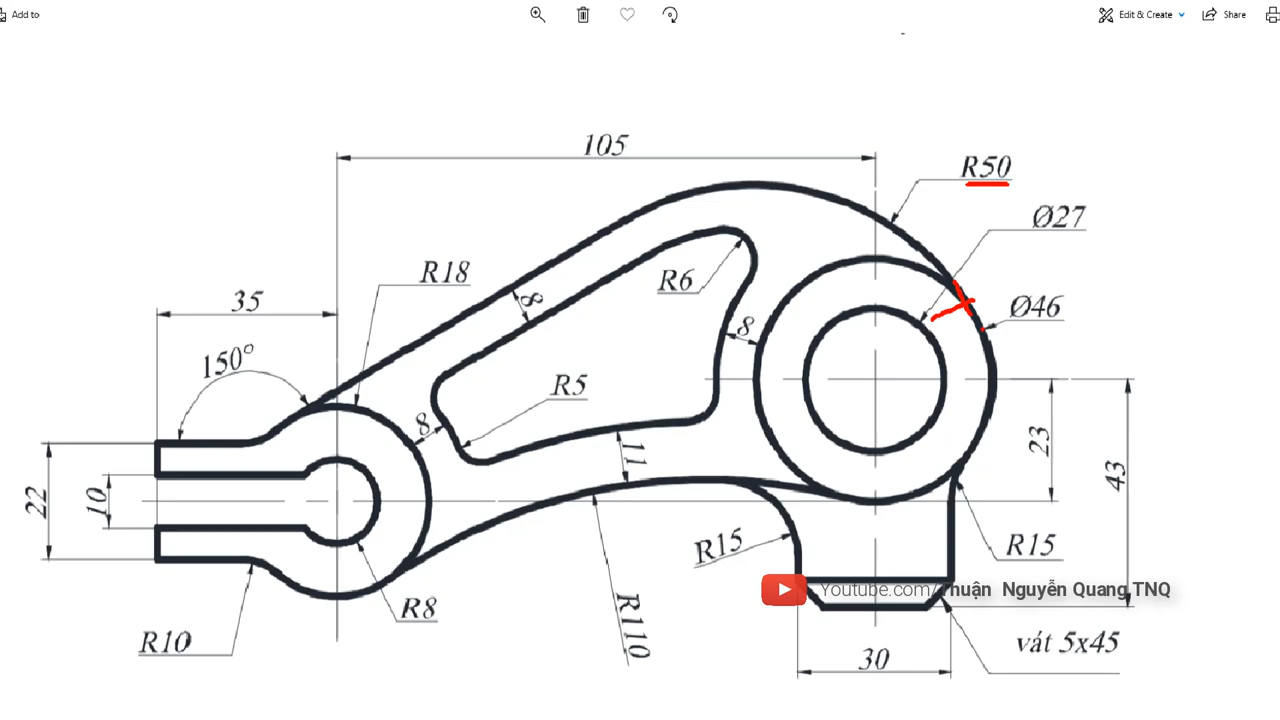 Add to
Edit & Create
Share
105
R50
Ø27
R18
R6
8
35
8
Ø46
150°
R5
8
11
23
43
22
10
R15
R15
Youtube.com/Thuận Nguyễn Quang TNQ
R8
R110
R10
vát 5x45
30